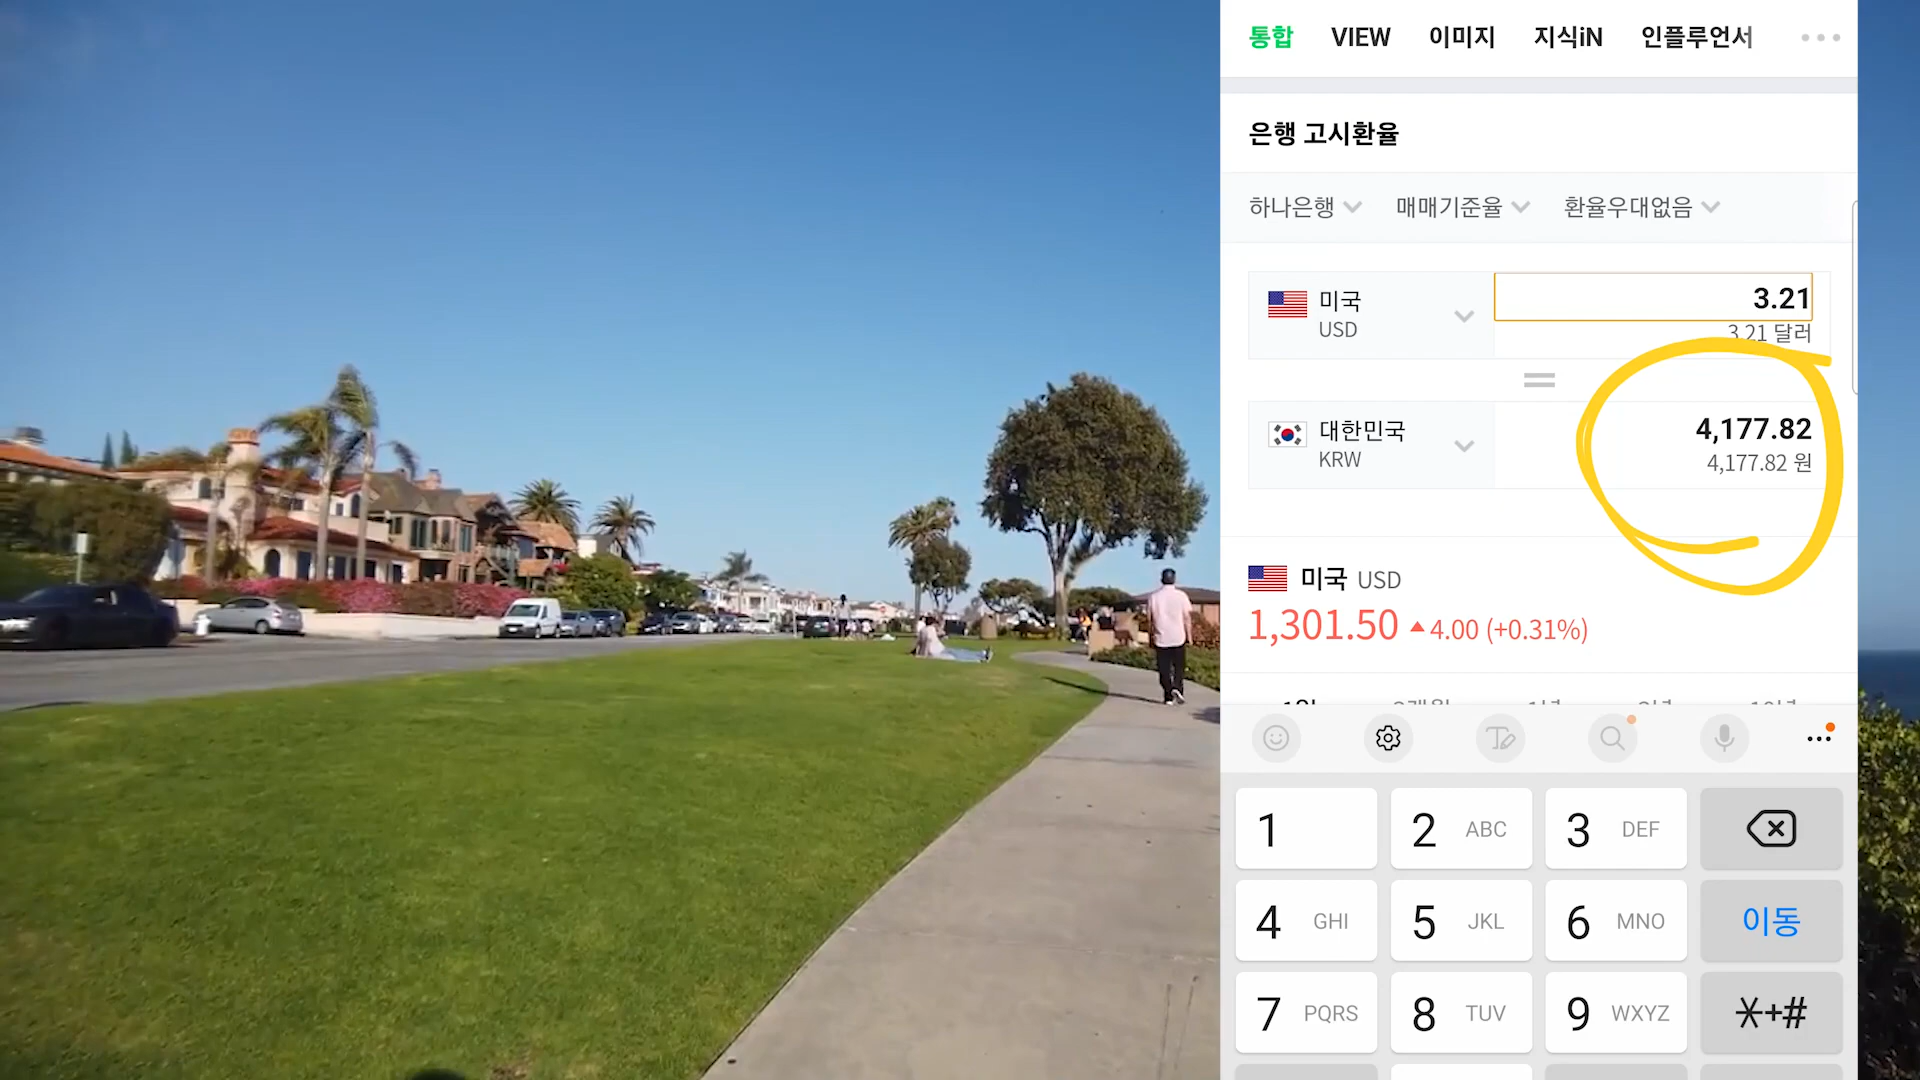 통합 VIEW 이미지 지식iN 인플루언서
은행 고시환율
하나은행 매매기준율 환율우대없음
미국 3.21
USD 3.21 달러
대한민국 4,177.82
KRW 4,177.82 원
미국 USD
1,301.50 ▲4.00 (+0.31%)
1 2 ABC 3 DEF
4 GHI 5 JKL 6 MNO 이동
7 PQRS 8 TUV 9 WXYZ *+#